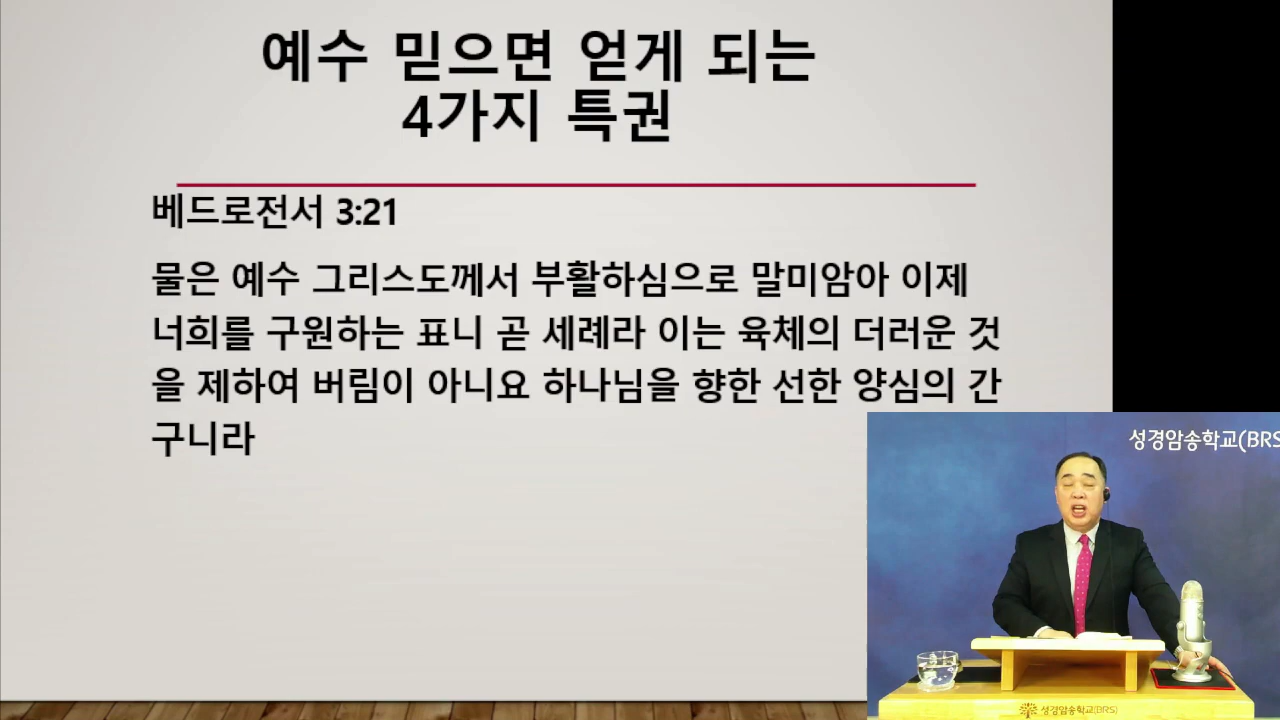 예수 믿으면 얻게 되는
4가지 특권
베드로전서 3:21
물은 예수 그리스도께서 부활하심으로 말미암아 이제
너희를 구원하는 표니 곧 세례라 이는 육체의 더러운 것
을 제하여 버림이 아니요 하나님을 향한 선한 양심의 간
구니라
성경암송학교(BRS
성경암송학교(BRS)